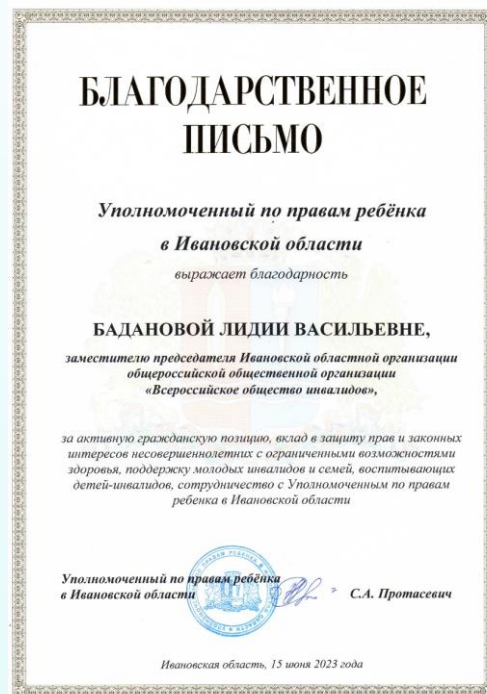 БЛАГОДАРСТВЕННОЕ
ПИСЬМО
Уполномоченный по правам ребёнка
в Ивановской области
выражает благодарность
БАДАНОВОЙ ЛИДИИ ВАСИЛЬЕВНЕ,
заместителю председателя Ивановской областной организации
общероссийской общественной организации
«Всероссийское общество инвалидов»,
за активную гражданскую позицию, вклад в защиту прав и законных
интересов несовершеннолетних с ограниченными возможностями
здоровья, поддержку молодых инвалидов и семей, воспитывающих
детей-инвалидов, сотрудничество с Уполномоченным по правам
ребенка в Ивановской области
Уполномоченный по правам ребёнка
в Ивановской области
С.А. Протасевич
Ивановская область, 15 июня 2023 года